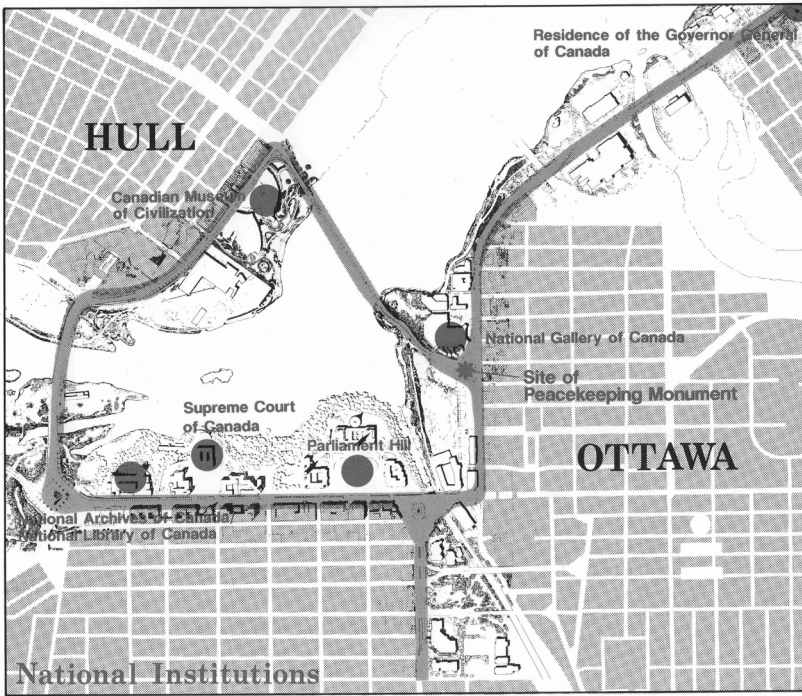 Residence of the Governor General
of Canada
HULL
Canadian Museum
of Civilization
National Gallery of Canada
Site of
Peacekeeping Monument
Supreme Court
of Canada
Parliament Hill
OTTAWA
National Archives of Canada/
National Library of Canada
National Institutions